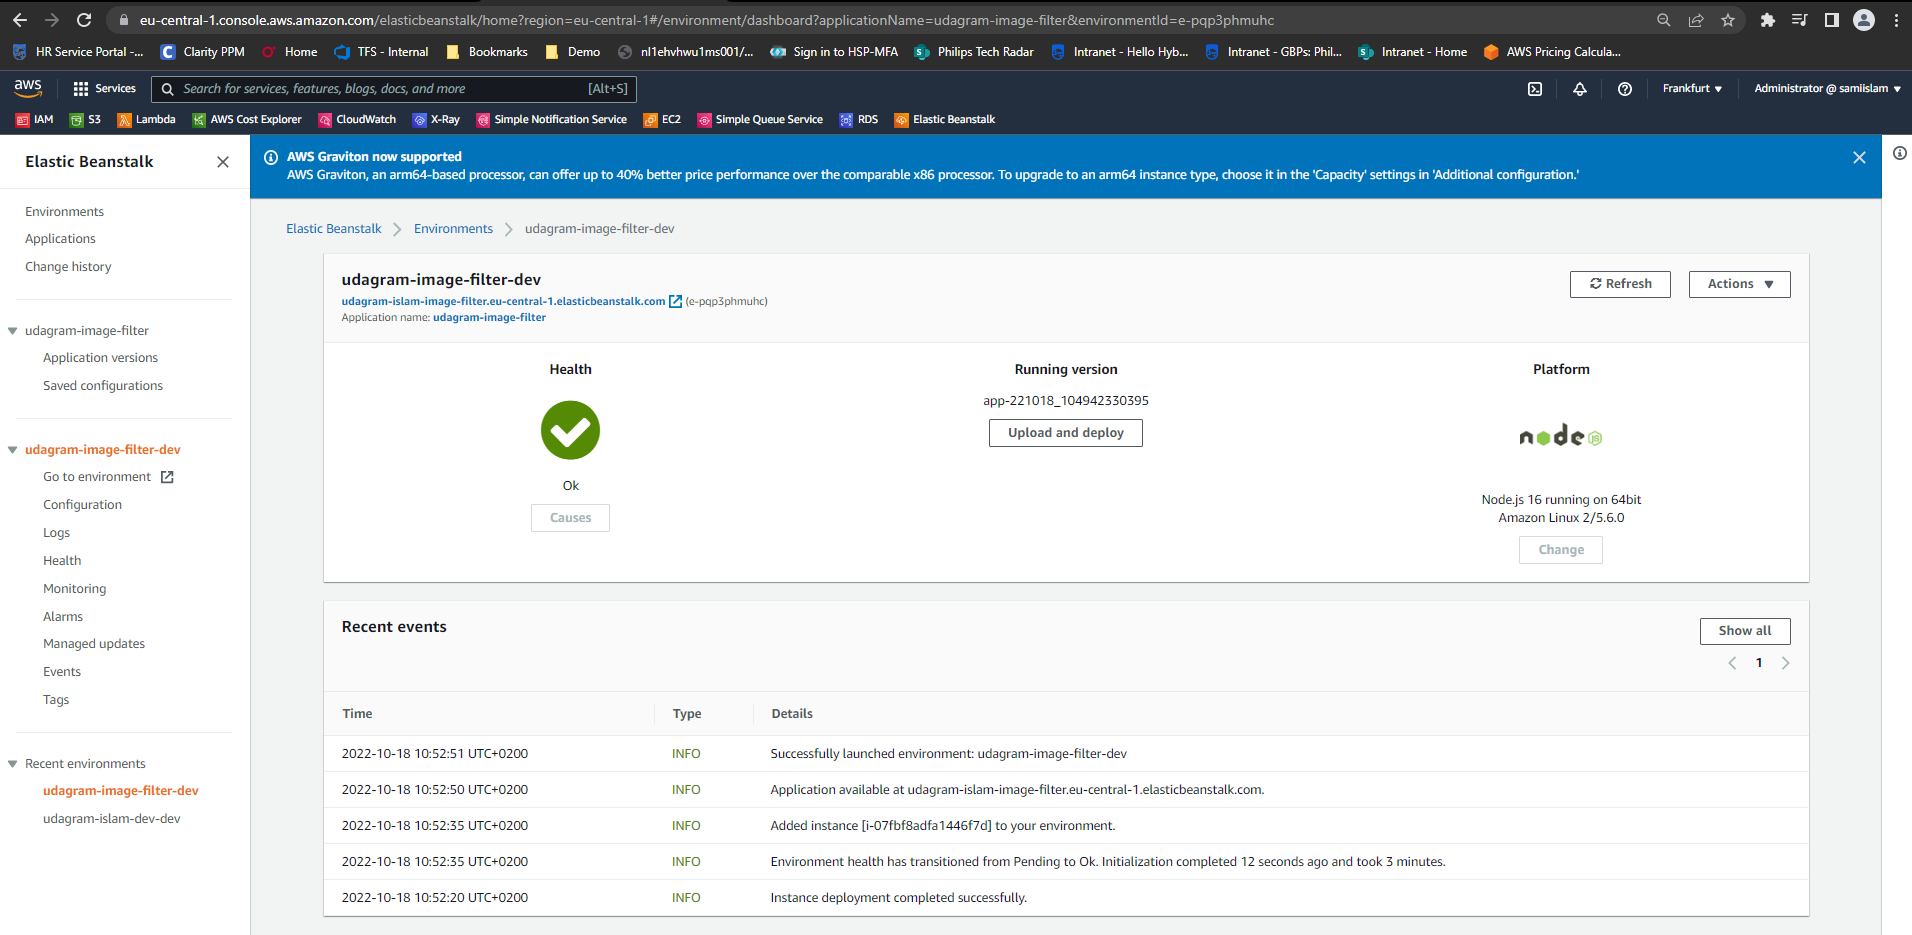 eu-central-1.console.aws.amazon.com/elasticbeanstalk/home?region=eu-central-1#/environment/dashboard?applicationName=udagram-image-filter&environmentId=e-pqp3phmuhc
HR Service Portal -... Clarity PPM Home TFS - Internal Bookmarks Demo nl1ehvhwu1ms001/... Sign in to HSP-MFA Philips Tech Radar Intranet - Hello Hyb... Intranet - GBPs: Phil... Intranet - Home AWS Pricing Calcula...
aws Services Search for services, features, blogs, docs, and more [Alt+S] Frankfurt ▼ Administrator @ samiislam ▼
IAM S3 Lambda AWS Cost Explorer CloudWatch X-Ray Simple Notification Service EC2 Simple Queue Service RDS Elastic Beanstalk
Elastic Beanstalk
Environments
Applications
Change history
udagram-image-filter
Application versions
Saved configurations
udagram-image-filter-dev
Go to environment
Configuration
Logs
Health
Monitoring
Alarms
Managed updates
Events
Tags
Recent environments
udagram-image-filter-dev
udagram-islam-dev-dev
AWS Graviton now supported
AWS Graviton, an arm64-based processor, can offer up to 40% better price performance over the comparable x86 processor. To upgrade to an arm64 instance type, choose it in the 'Capacity' settings in 'Additional configuration.'
Elastic Beanstalk > Environments > udagram-image-filter-dev
udagram-image-filter-dev
udagram-islam-image-filter.eu-central-1.elasticbeanstalk.com (e-pqp3phmuhc)
Application name: udagram-image-filter
Refresh
Actions ▼
Health
Ok
Causes
Running version
app-221018_104942330395
Upload and deploy
Platform
node JS
Node.js 16 running on 64bit
Amazon Linux 2/5.6.0
Change
Recent events
Show all
< 1 >
Time Type Details
2022-10-18 10:52:51 UTC+0200 INFO Successfully launched environment: udagram-image-filter-dev
2022-10-18 10:52:50 UTC+0200 INFO Application available at udagram-islam-image-filter.eu-central-1.elasticbeanstalk.com.
2022-10-18 10:52:35 UTC+0200 INFO Added instance [i-07fbf8adfa1446f7d] to your environment.
2022-10-18 10:52:35 UTC+0200 INFO Environment health has transitioned from Pending to Ok. Initialization completed 12 seconds ago and took 3 minutes.
2022-10-18 10:52:20 UTC+0200 INFO Instance deployment completed successfully.